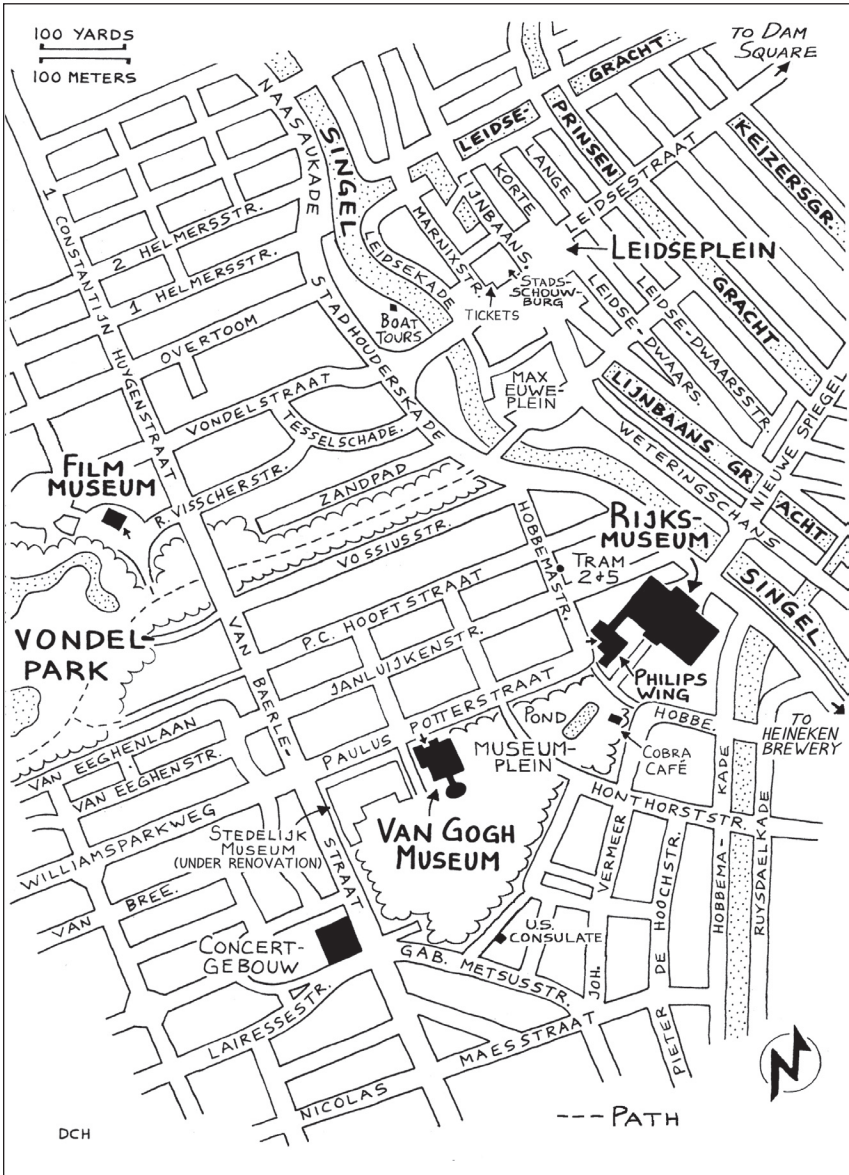 100 YARDS
100 METERS
TO DAM
SQUARE
NAASAUKADE
SINGEL
LEIDSE-
GRACHT
PRINSEN
GRACHT
KEIZERSGR.
1 CONSTANTIJN HUYGENSTRAAT
2 HELMERSSTR.
1 HELMERSSTR.
OVERTOOM
LEIDSEKADE
MARNIXSTR.
LIJNBAANS.
KORTE
LANGE
LEIDSESTRAAT
LEIDSEPLEIN
STADS-
SCHOUW-
BURG
TICKETS
BOAT
TOURS
STADHOUDERSKADE
MAX
EUWE-
PLEIN
LEIDSE-DWAARS.
LEIDSE-DWAARSSTR.
LIJNBAANS GR
ACHT
WETERINGSCHANS
NIEUWE SPIEGEL
VONDELSTRAAT
TESSELSCHADE.
FILM
MUSEUM
R. VISSCHERSTR.
ZANDPAD
VOSSIUSSTR.
HOBBEMASTR.
RIJKS-
MUSEUM
TRAM
2 & 5
SINGEL
P.C. HOOFTSTRAAT
JANLUIJKENSTR.
VONDEL-
PARK
VAN BAERLE-
STRAAT
PAULUS POTTERSTRAAT
PHILIPS
WING
POND
HOBBE
MUSEUM-
PLEIN
COBRA
CAFÉ
TO
HEINEKEN
BREWERY
VAN EEGHENLAAN
VAN EEGHENSTR.
WILLIAMSPARKWEG
STEDELIJK
MUSEUM
(UNDER RENOVATION)
VAN GOGH
MUSEUM
HONTHORSTSTR.
HOBBEMA-
KADE
RUYSDAELKADE
VAN BREE.
JOH. VERMEER
PIETER DE HOOCHSTR.
CONCERT-
GEBOUW
U.S.
CONSULATE
GAB. METSUSSTR.
LAIRESSESTR.
NICOLAS MAESSTRAAT
N
DCH
---- PATH